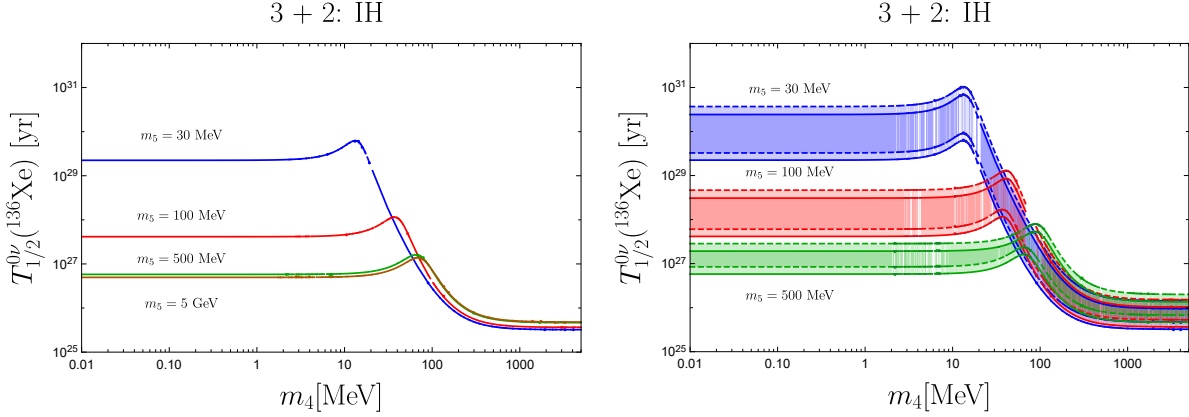 3 + 2: IH
T^{0ν}_{1/2}(^{136}Xe) [yr]
10^{31}
10^{29}
10^{27}
10^{25}
m_5 = 30 MeV
m_5 = 100 MeV
m_5 = 500 MeV
m_5 = 5 GeV
0.01 0.10 1 10 100 1000
m_4[MeV]
3 + 2: IH
T^{0ν}_{1/2}(^{136}Xe) [yr]
10^{31}
10^{29}
10^{27}
10^{25}
m_5 = 30 MeV
m_5 = 100 MeV
m_5 = 500 MeV
0.01 0.10 1 10 100 1000
m_4[MeV]